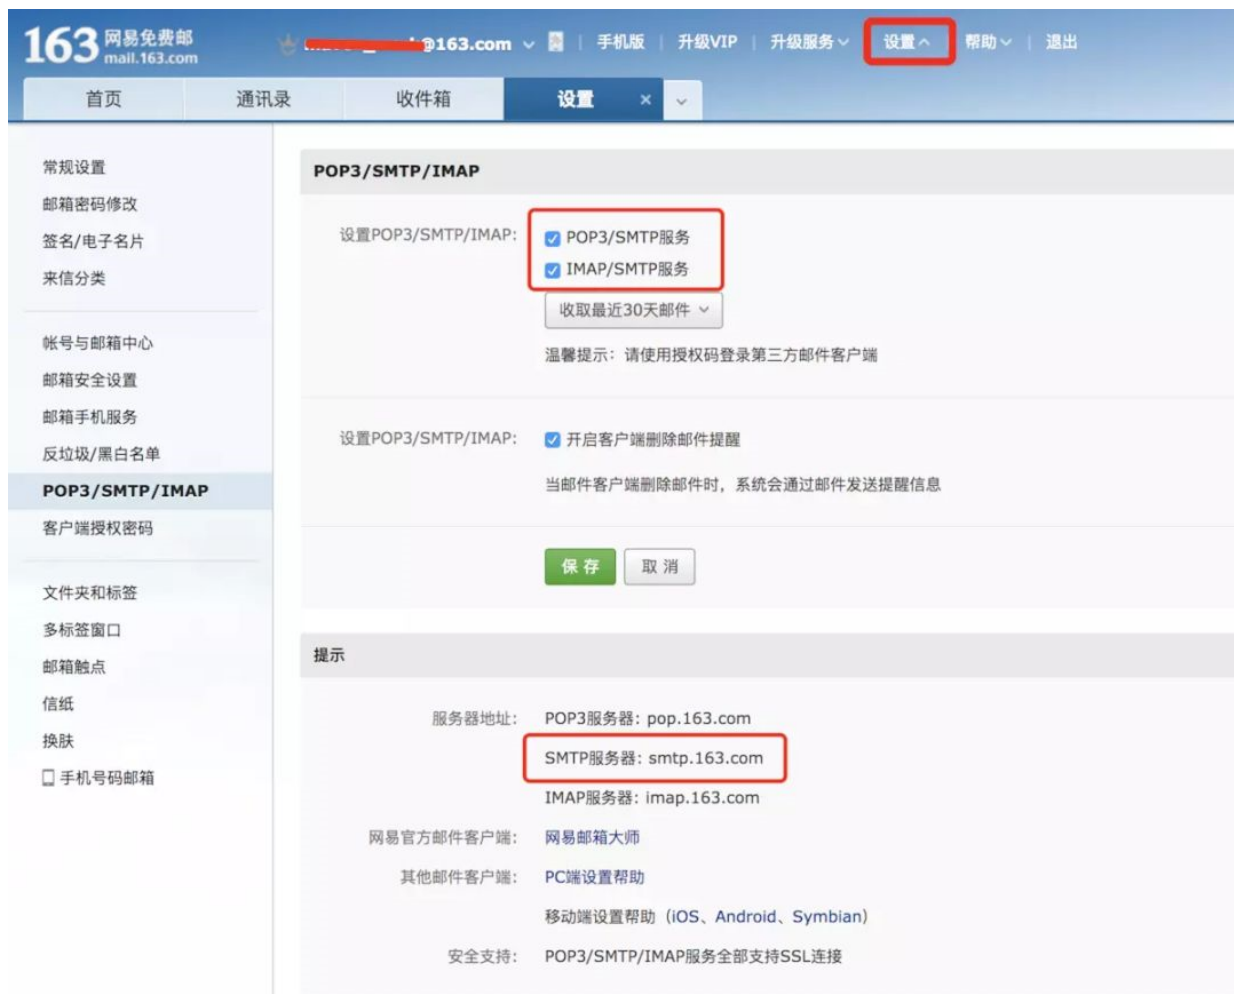 163 网易免费邮
mail.163.com
@163.com
手机版 | 升级VIP | 升级服务 设置 帮助 | 退出
首页 通讯录 收件箱 设置 ×
常规设置
邮箱密码修改
签名/电子名片
来信分类
帐号与邮箱中心
邮箱安全设置
邮箱手机服务
反垃圾/黑白名单
POP3/SMTP/IMAP
客户端授权密码
文件夹和标签
多标签窗口
邮箱触点
信纸
换肤
手机号码邮箱
POP3/SMTP/IMAP
设置POP3/SMTP/IMAP: POP3/SMTP服务
IMAP/SMTP服务
收取最近30天邮件
温馨提示：请使用授权码登录第三方邮件客户端
设置POP3/SMTP/IMAP: 开启客户端删除邮件提醒
当邮件客户端删除邮件时，系统会通过邮件发送提醒信息
保 存 取 消
提示
服务器地址: POP3服务器: pop.163.com
SMTP服务器: smtp.163.com
IMAP服务器: imap.163.com
网易官方邮件客户端: 网易邮箱大师
其他邮件客户端: PC端设置帮助
移动端设置帮助（iOS、Android、Symbian）
安全支持: POP3/SMTP/IMAP服务全部支持SSL连接